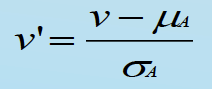 v' = (v − μ_A) / σ_A